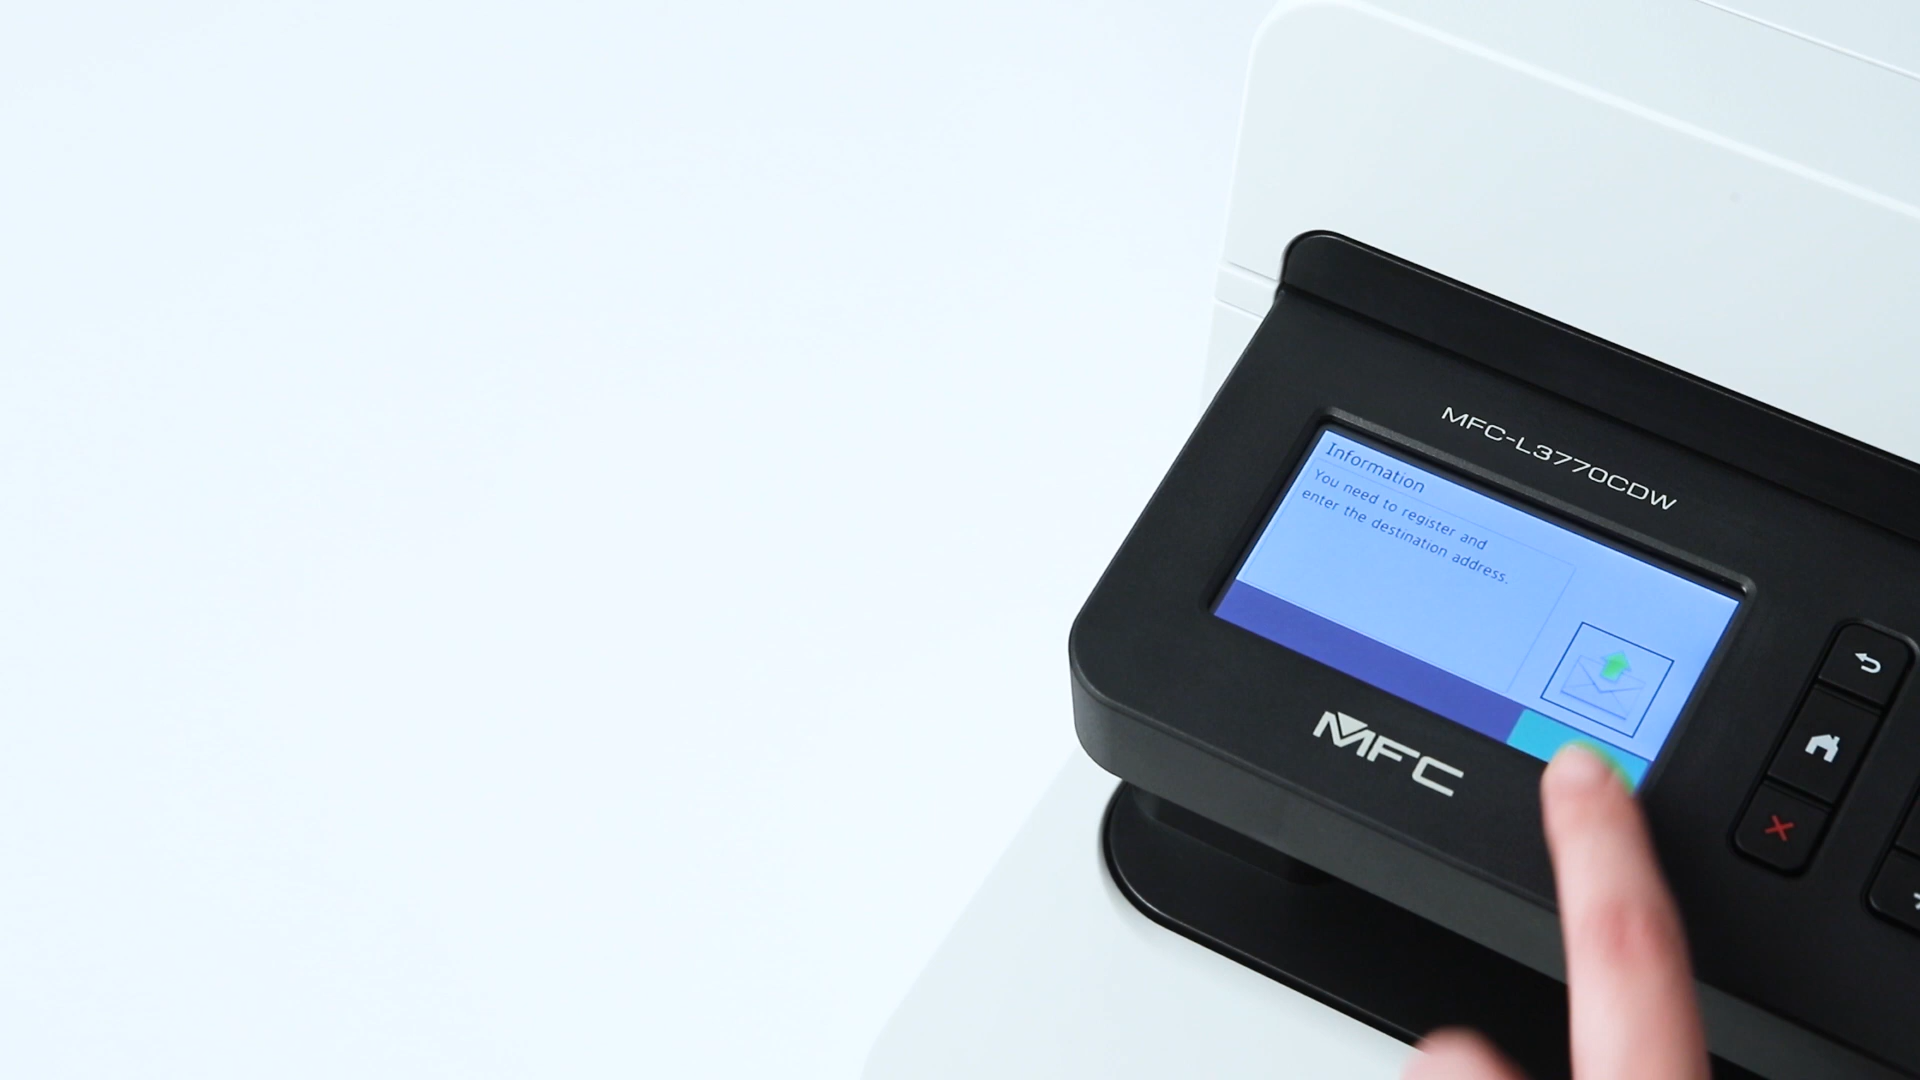 MFC-L3770CDW
Information
You need to register and
enter the destination address.
MFC